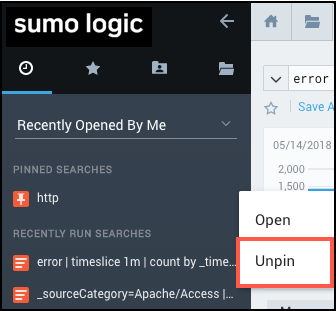 sumo logic
error
Recently Opened By Me
Save A
05/14/2018
PINNED SEARCHES
2,000
http
1,500
RECENTLY RUN SEARCHES
Open
error | timeslice 1m | count by _time...
Unpin
_sourceCategory=Apache/Access |...